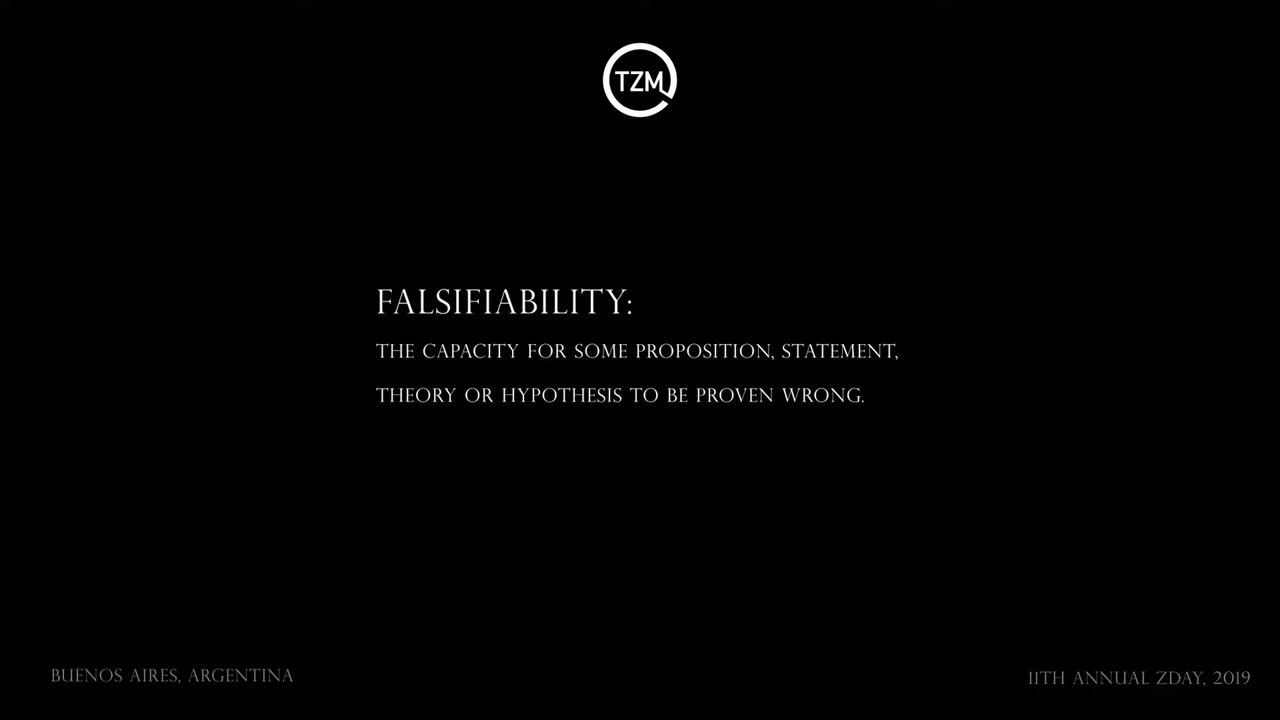 TZM
FALSIFIABILITY:
THE CAPACITY FOR SOME PROPOSITION, STATEMENT,
THEORY OR HYPOTHESIS TO BE PROVEN WRONG.
BUENOS AIRES, ARGENTINA
11TH ANNUAL ZDAY, 2019